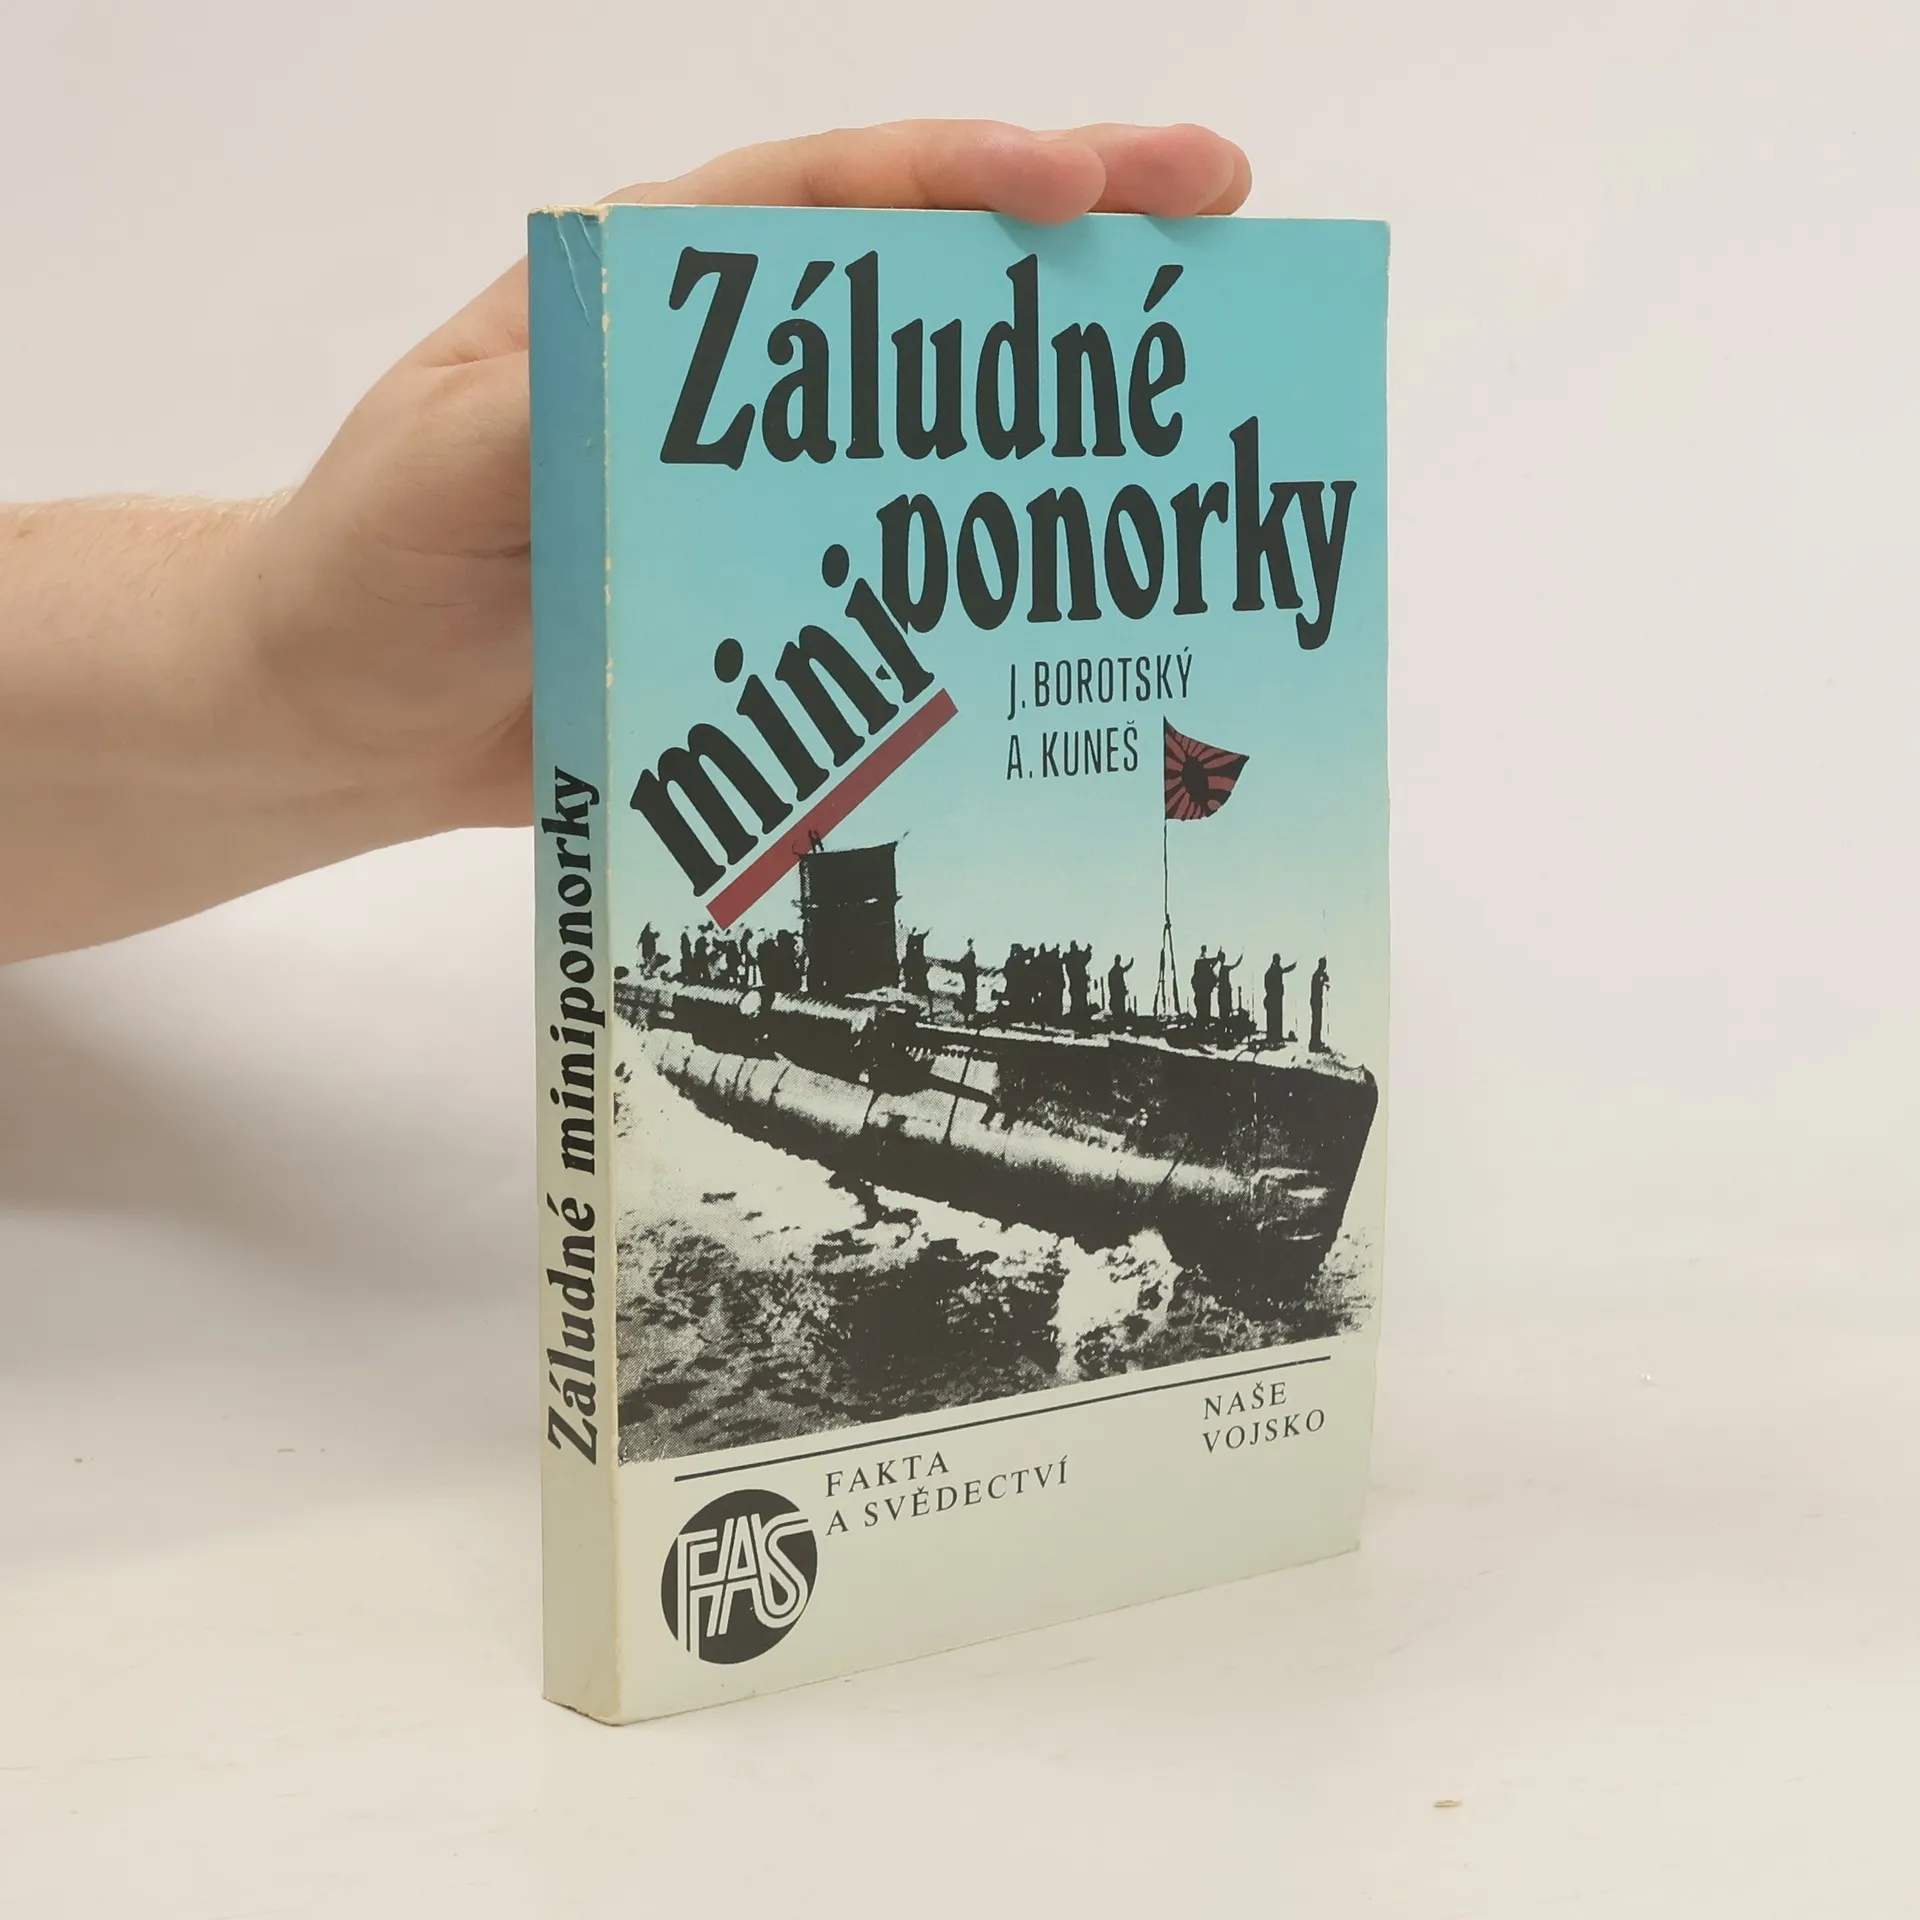 Záludné
miniponorky
J. BOROTSKÝ
A. KUNEŠ
FAKTA
A SVĚDECTVÍ
NAŠE
VOJSKO
FAS
Záludné miniponorky